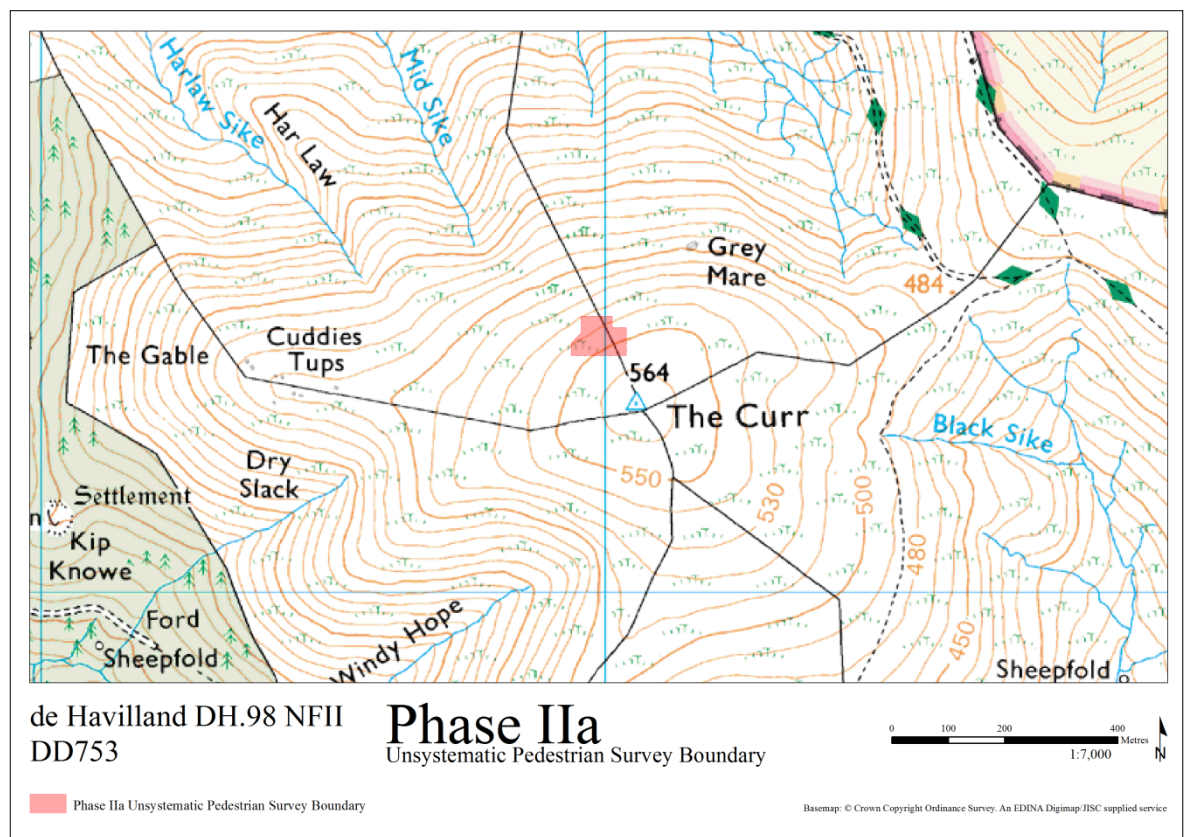 Harlaw Sike
Har Law
Mid Sike
Grey
Mare
484
Cuddies
Tups
The Gable
564
The Curr
Black Sike
Dry
Slack
550
530
500
480
450
Settlement
n
Kip
Knowe
Ford
Sheepfold
Windy Hope
Sheepfold
de Havilland DH.98 NFII
DD753
Phase IIa
Unsystematic Pedestrian Survey Boundary
0 100 200 400
Metres
1:7,000
N
Phase IIa Unsystematic Pedestrian Survey Boundary
Basemap: © Crown Copyright Ordinance Survey. An EDINA Digimap/JISC supplied service